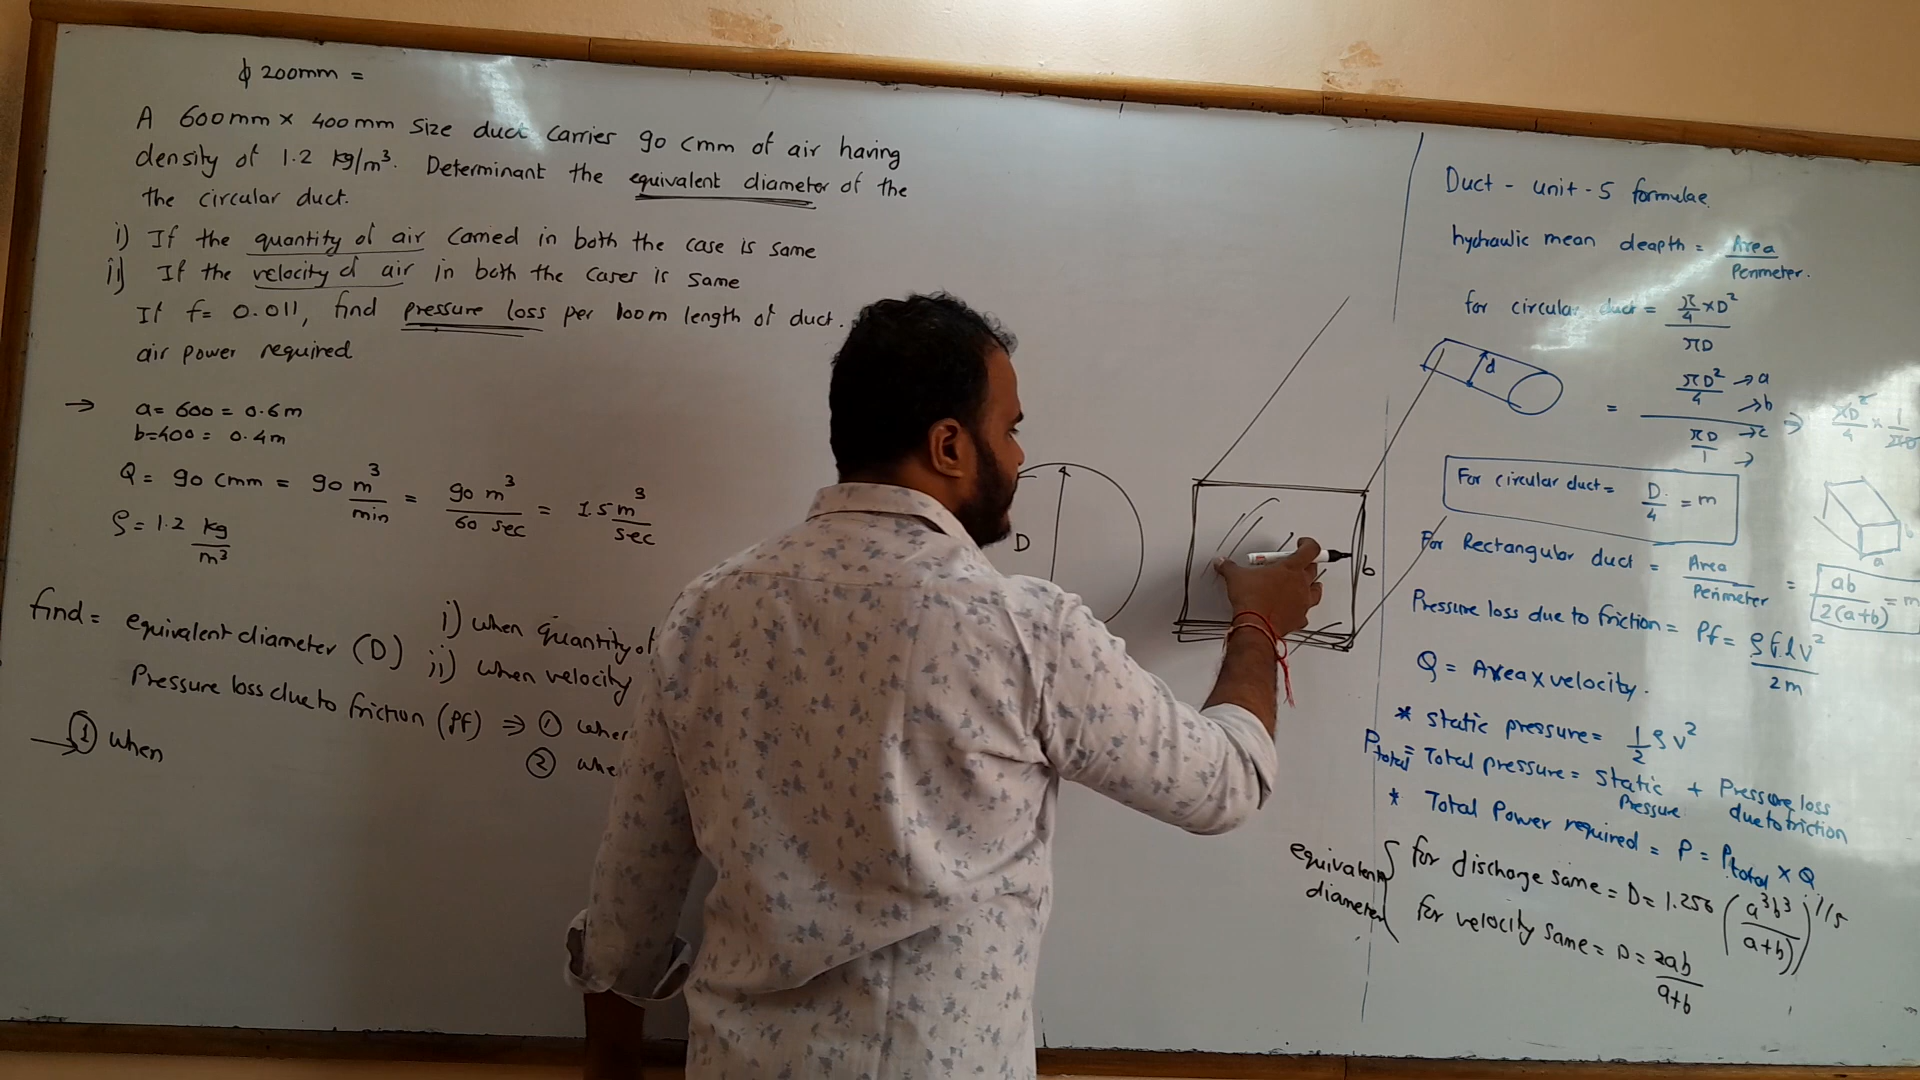 ϕ 200mm =
A 600mm × 400mm size duct carries 90 cmm of air having
density of 1.2 kg/m³. Determinant the equivalent diameter of the
the circular duct.
i) If the quantity of air carried in both the case is same
ii) If the velocity of air in both the cases is same
If f= 0.011, find pressure loss per 100m length of duct.
air power required
→ a= 600 = 0.6m
b=400 = 0.4m
Q = 90 cmm = 90 m³/min = 90 m³/60 sec = 1.5 m³/sec
ρ = 1.2 kg/m³
find = equivalent diameter (D) i) when quantity of
ii) when velocity
Pressure loss due to friction (Pf) ⇒ ① when
② whe
→ ① when
D
b
Duct - unit - 5 formulae.
hydraulic mean deapth = Area/Perimeter.
for circular duct = π/4 × D² / πD
d
= πD²/4 / πD/1 ⇒ πD²/4 × 1/πD
→ a
→ b
→ c
For circular duct = D/4 = m
For Rectangular duct = Area/Perimeter = ab/2(a+b) = m
a
b
Pressure loss due to friction = Pf = ρflv²/2m
Q = Area x velocity.
* static pressure = 1/2 ρv²
Ptotal = Total pressure = static Pressure + Pressure loss due to friction
* Total Power required = P = Ptotal × Q
equivalent diameter { for discharge same = D = 1.256 (a³b³/a+b)^1/5
for velocity same = D = 2ab/a+b